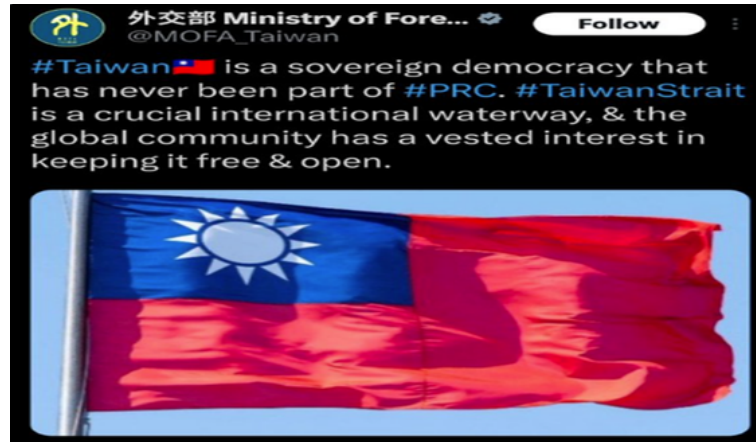 外交部 Ministry of Fore...
Follow
@MOFA_Taiwan
#Taiwan🇹🇼 is a sovereign democracy that
has never been part of #PRC. #TaiwanStrait
is a crucial international waterway, & the
global community has a vested interest in
keeping it free & open.